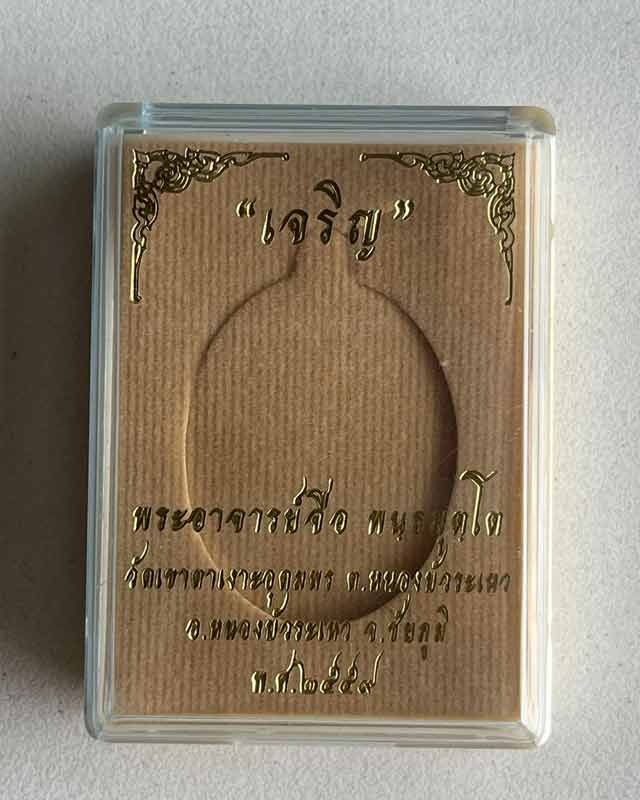 “เจริญ”
พระอาจารย์จือ พนฺธมุตฺโต
วัดเขาตาเงาะอุดมพร ต.หนองบัวระเหว
อ.หนองบัวระเหว จ.ชัยภูมิ
พ.ศ.๒๕๕๙